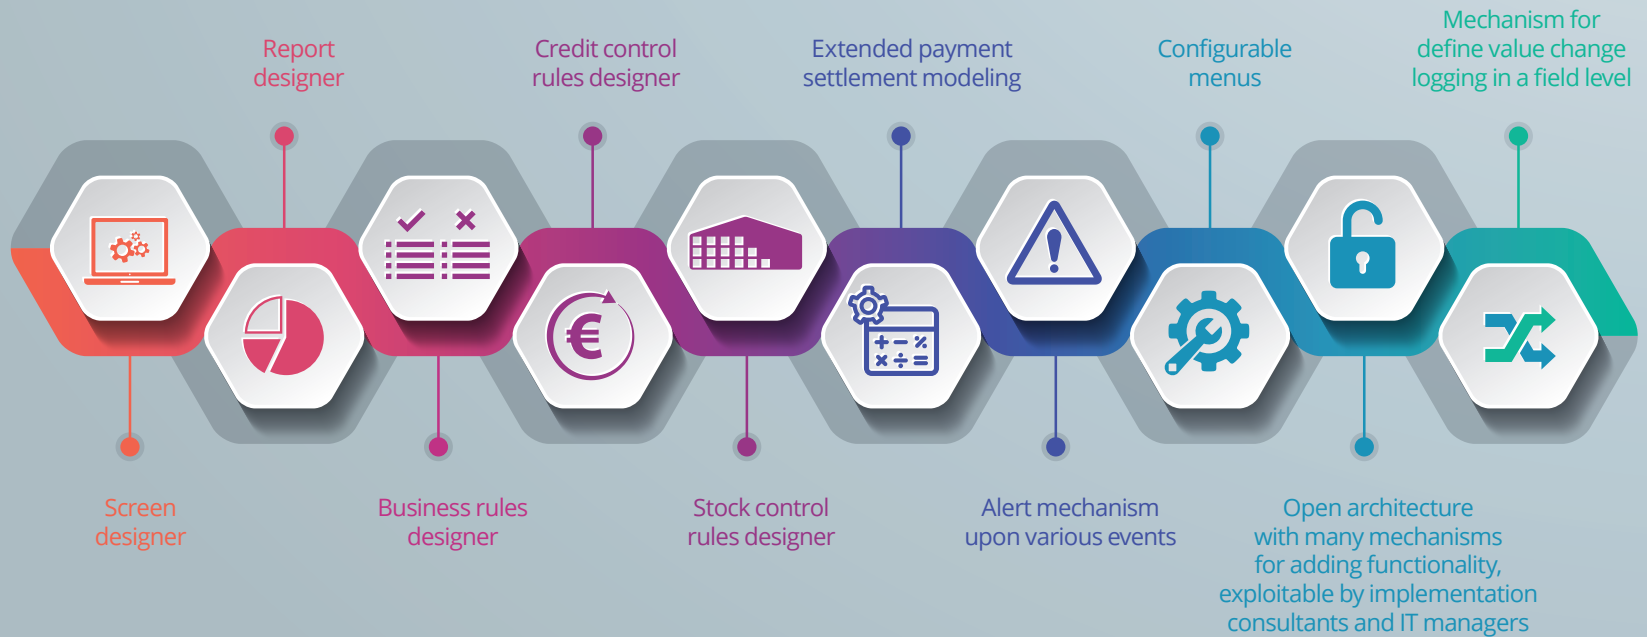 Mechanism for
define value change
logging in a field level
Report
designer
Credit control
rules designer
Extended payment
settlement modeling
Configurable
menus
Screen
designer
Business rules
designer
Stock control
rules designer
Alert mechanism
upon various events
Open architecture
with many mechanisms
for adding functionality,
exploitable by implementation
consultants and IT managers